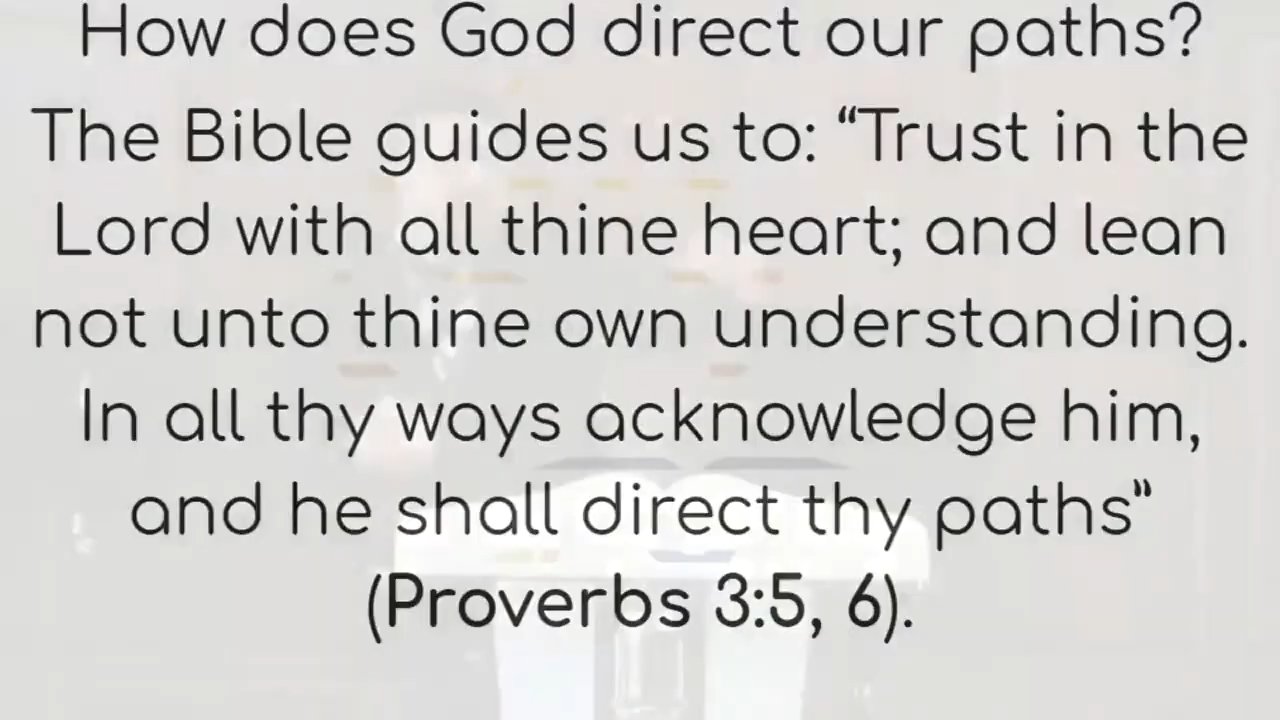 How does God direct our paths?
The Bible guides us to: “Trust in the
Lord with all thine heart; and lean
not unto thine own understanding.
In all thy ways acknowledge him,
and he shall direct thy paths”
(Proverbs 3:5, 6).